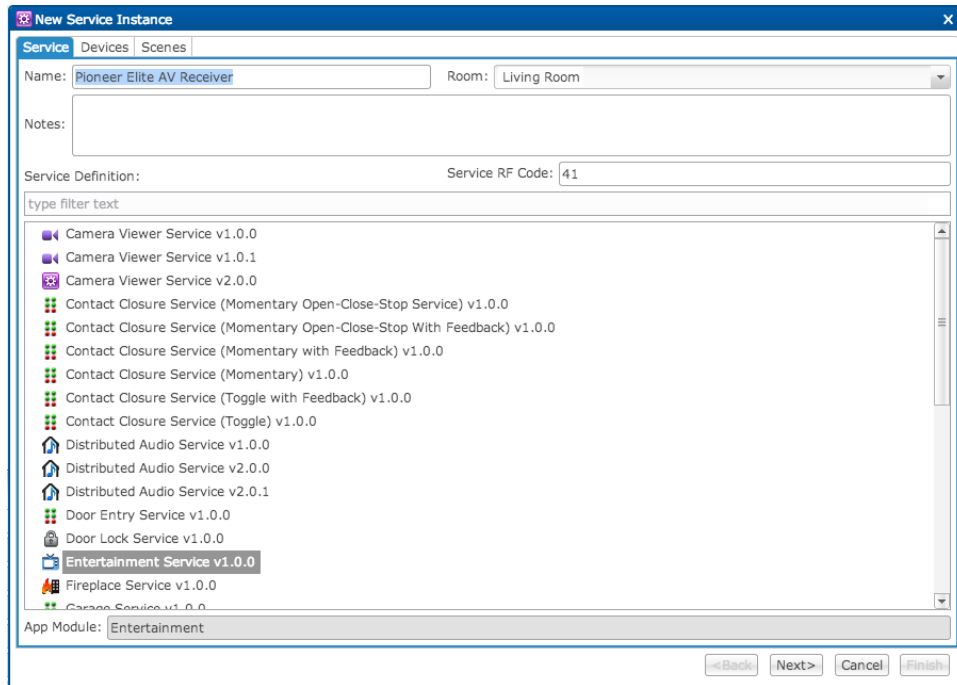 New Service Instance
Service Devices Scenes
Name: Pioneer Elite AV Receiver Room: Living Room
Notes:
Service Definition: Service RF Code: 41
type filter text
Camera Viewer Service v1.0.0
Camera Viewer Service v1.0.1
Camera Viewer Service v2.0.0
Contact Closure Service (Momentary Open-Close-Stop Service) v1.0.0
Contact Closure Service (Momentary Open-Close-Stop With Feedback) v1.0.0
Contact Closure Service (Momentary with Feedback) v1.0.0
Contact Closure Service (Momentary) v1.0.0
Contact Closure Service (Toggle with Feedback) v1.0.0
Contact Closure Service (Toggle) v1.0.0
Distributed Audio Service v1.0.0
Distributed Audio Service v2.0.0
Distributed Audio Service v2.0.1
Door Entry Service v1.0.0
Door Lock Service v1.0.0
Entertainment Service v1.0.0
Fireplace Service v1.0.0
Garage Service v1.0.0
App Module: Entertainment
<Back Next> Cancel Finish